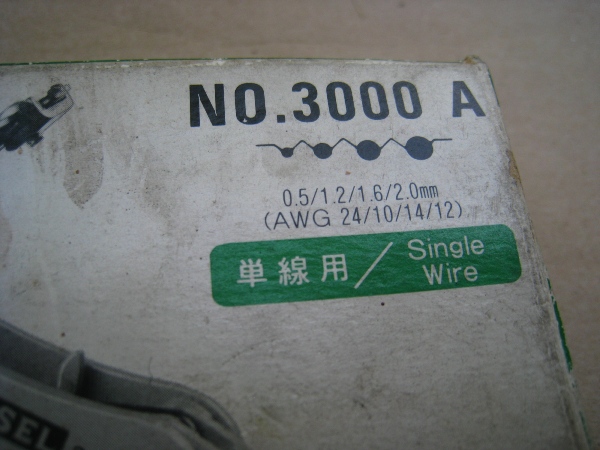 NO.3000 A
0.5/1.2/1.6/2.0mm
(AWG 24/10/14/12)
単線用/Single Wire
SEL